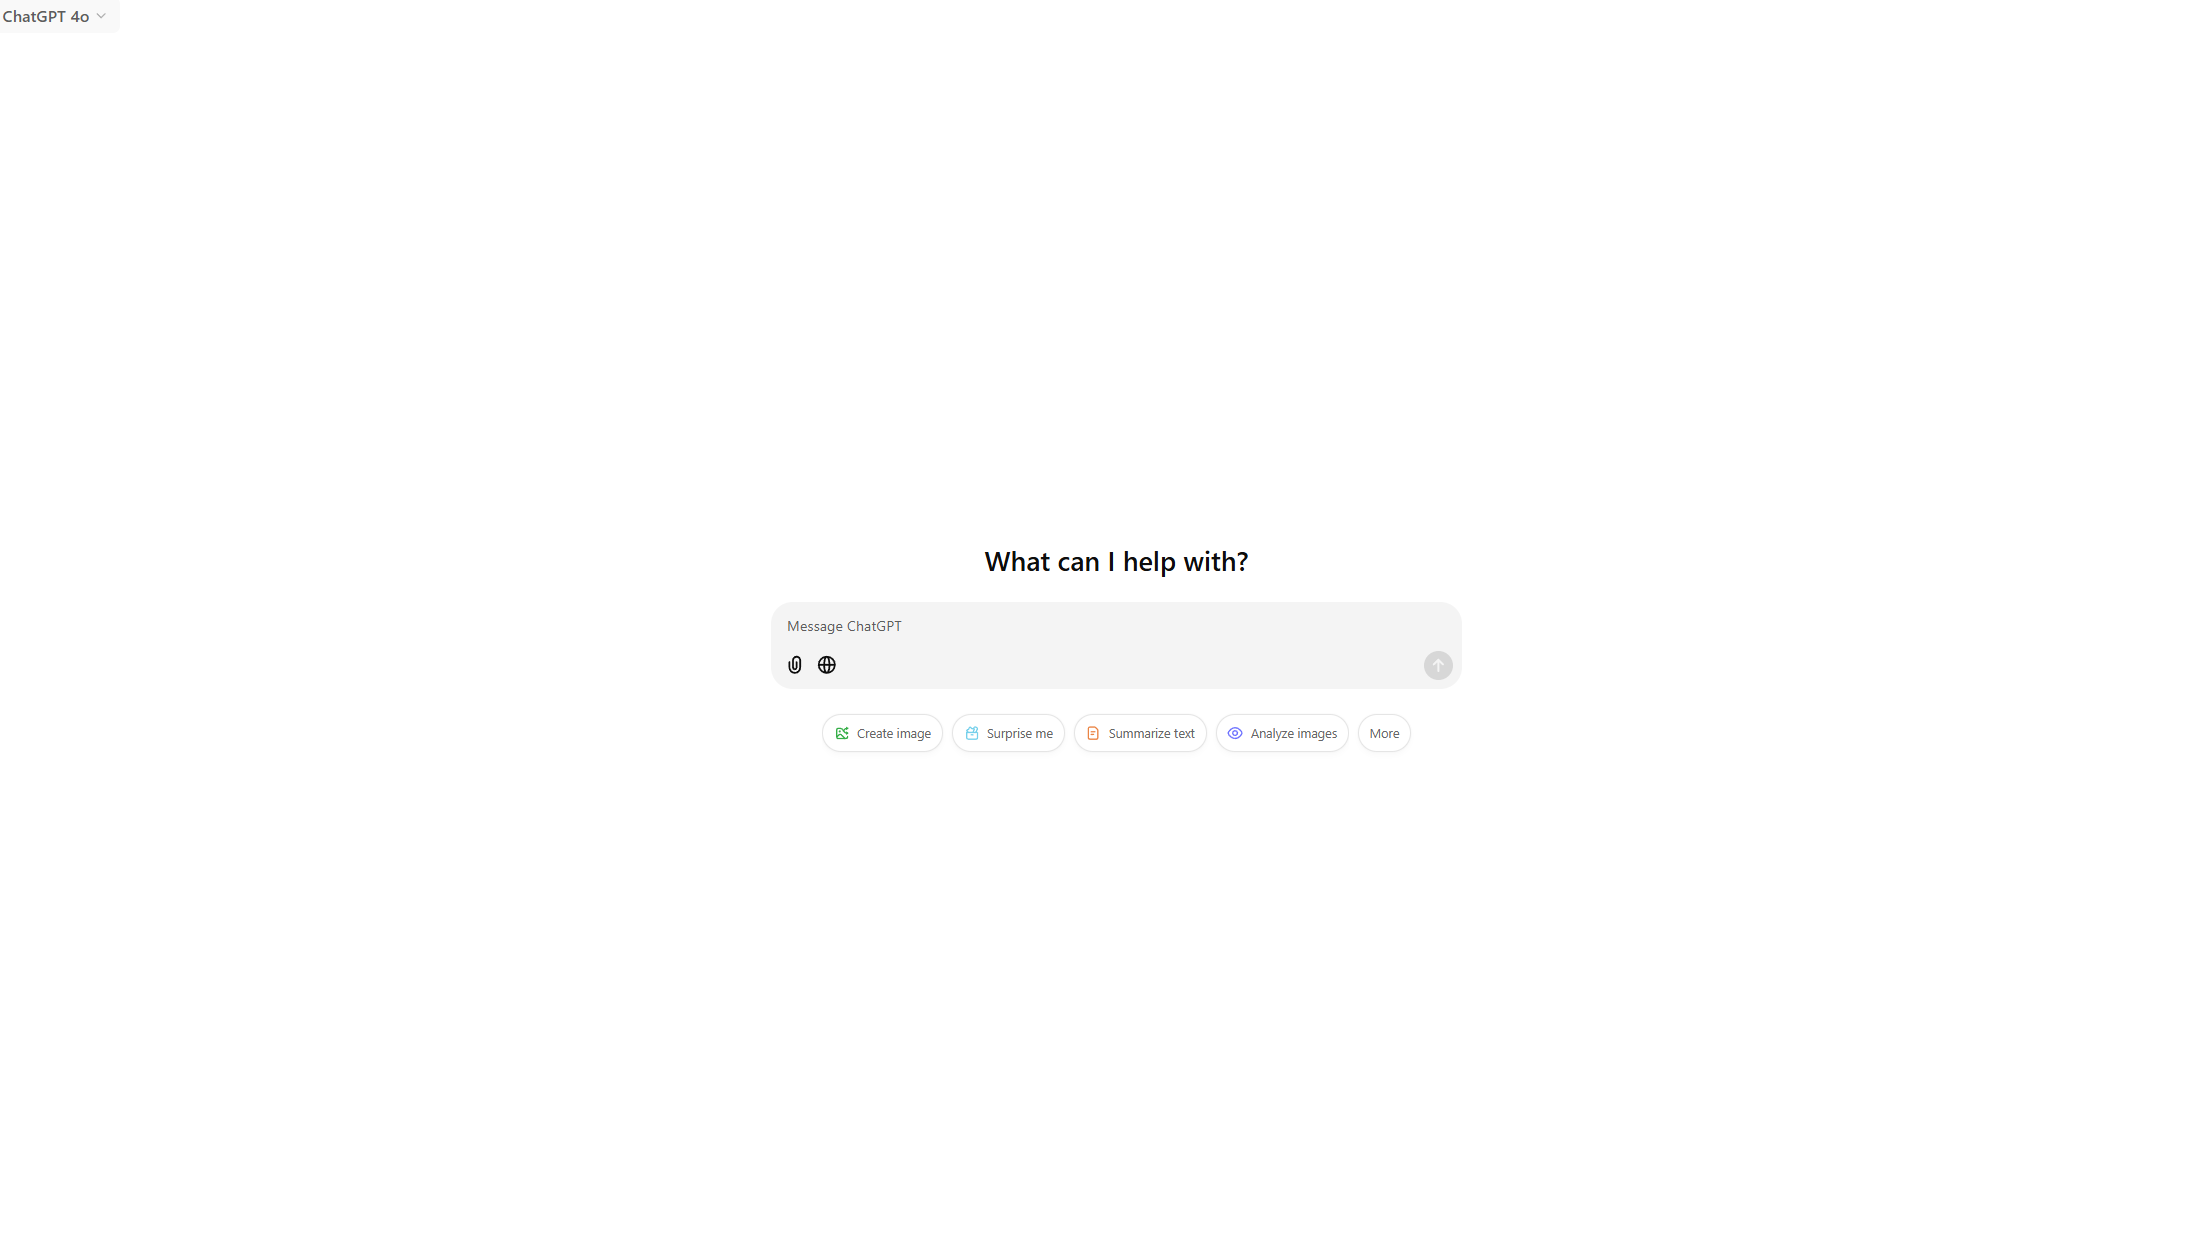 ChatGPT 4o
What can I help with?
Message ChatGPT
Create image
Surprise me
Summarize text
Analyze images
More